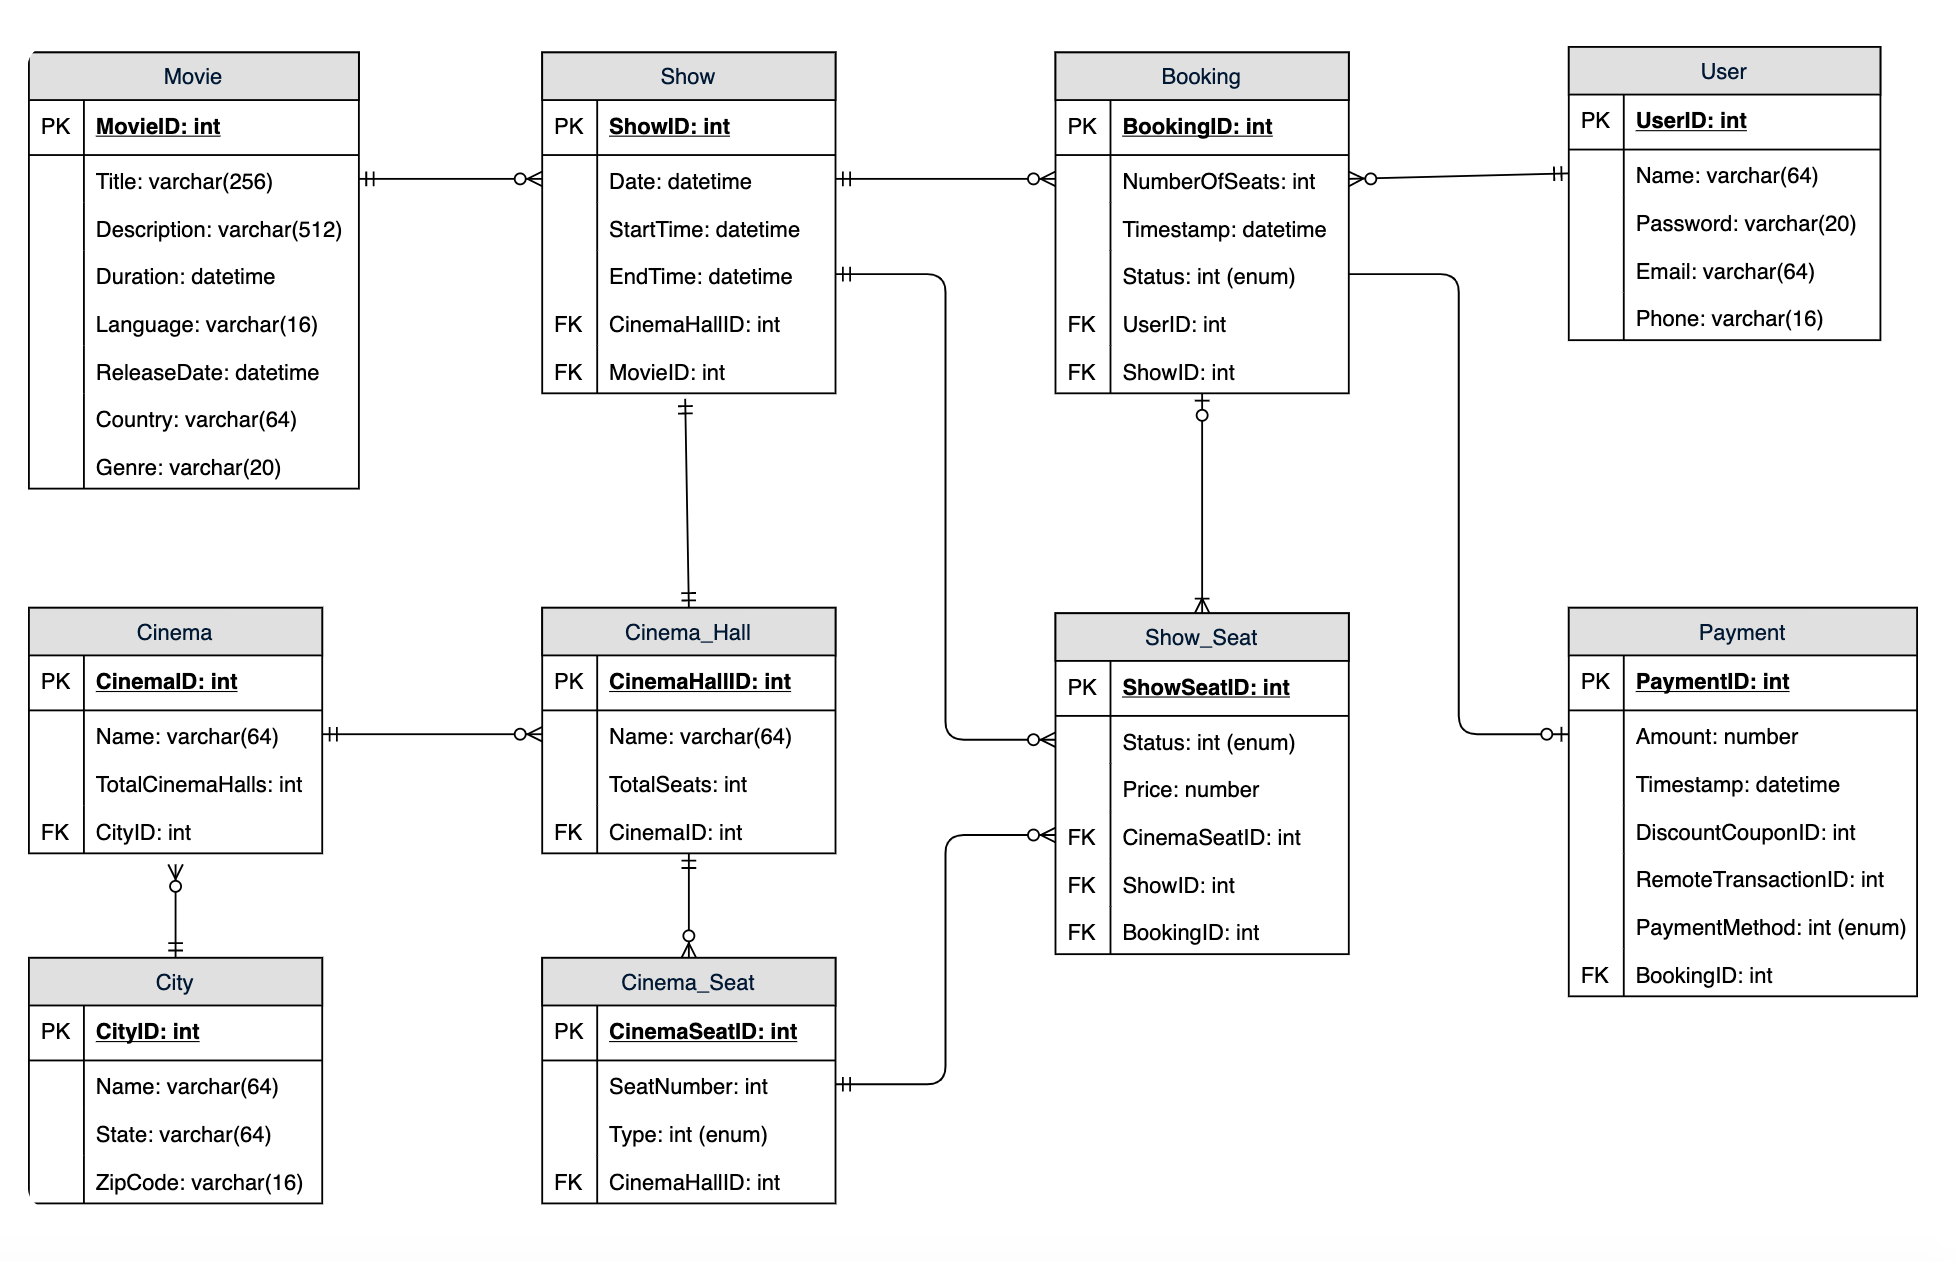 Movie
PK MovieID: int
Title: varchar(256)
Description: varchar(512)
Duration: datetime
Language: varchar(16)
ReleaseDate: datetime
Country: varchar(64)
Genre: varchar(20)
Show
PK ShowID: int
Date: datetime
StartTime: datetime
EndTime: datetime
FK CinemaHallID: int
FK MovieID: int
Booking
PK BookingID: int
NumberOfSeats: int
Timestamp: datetime
Status: int (enum)
FK UserID: int
FK ShowID: int
User
PK UserID: int
Name: varchar(64)
Password: varchar(20)
Email: varchar(64)
Phone: varchar(16)
Cinema
PK CinemaID: int
Name: varchar(64)
TotalCinemaHalls: int
FK CityID: int
Cinema_Hall
PK CinemaHallID: int
Name: varchar(64)
TotalSeats: int
FK CinemaID: int
Show_Seat
PK ShowSeatID: int
Status: int (enum)
Price: number
FK CinemaSeatID: int
FK ShowID: int
FK BookingID: int
Payment
PK PaymentID: int
Amount: number
Timestamp: datetime
DiscountCouponID: int
RemoteTransactionID: int
PaymentMethod: int (enum)
FK BookingID: int
City
PK CityID: int
Name: varchar(64)
State: varchar(64)
ZipCode: varchar(16)
Cinema_Seat
PK CinemaSeatID: int
SeatNumber: int
Type: int (enum)
FK CinemaHallID: int